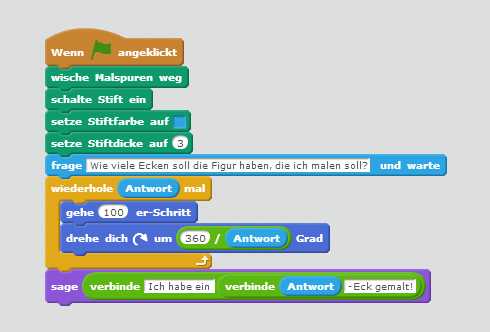 Wenn angeklickt
wische Malspuren weg
schalte Stift ein
setze Stiftfarbe auf
setze Stiftdicke auf 3
frage Wie viele Ecken soll die Figur haben, die ich malen soll? und warte
wiederhole Antwort mal
gehe 100 er-Schritt
drehe dich um 360 / Antwort Grad
sage verbinde Ich habe ein verbinde Antwort -Eck gemalt!